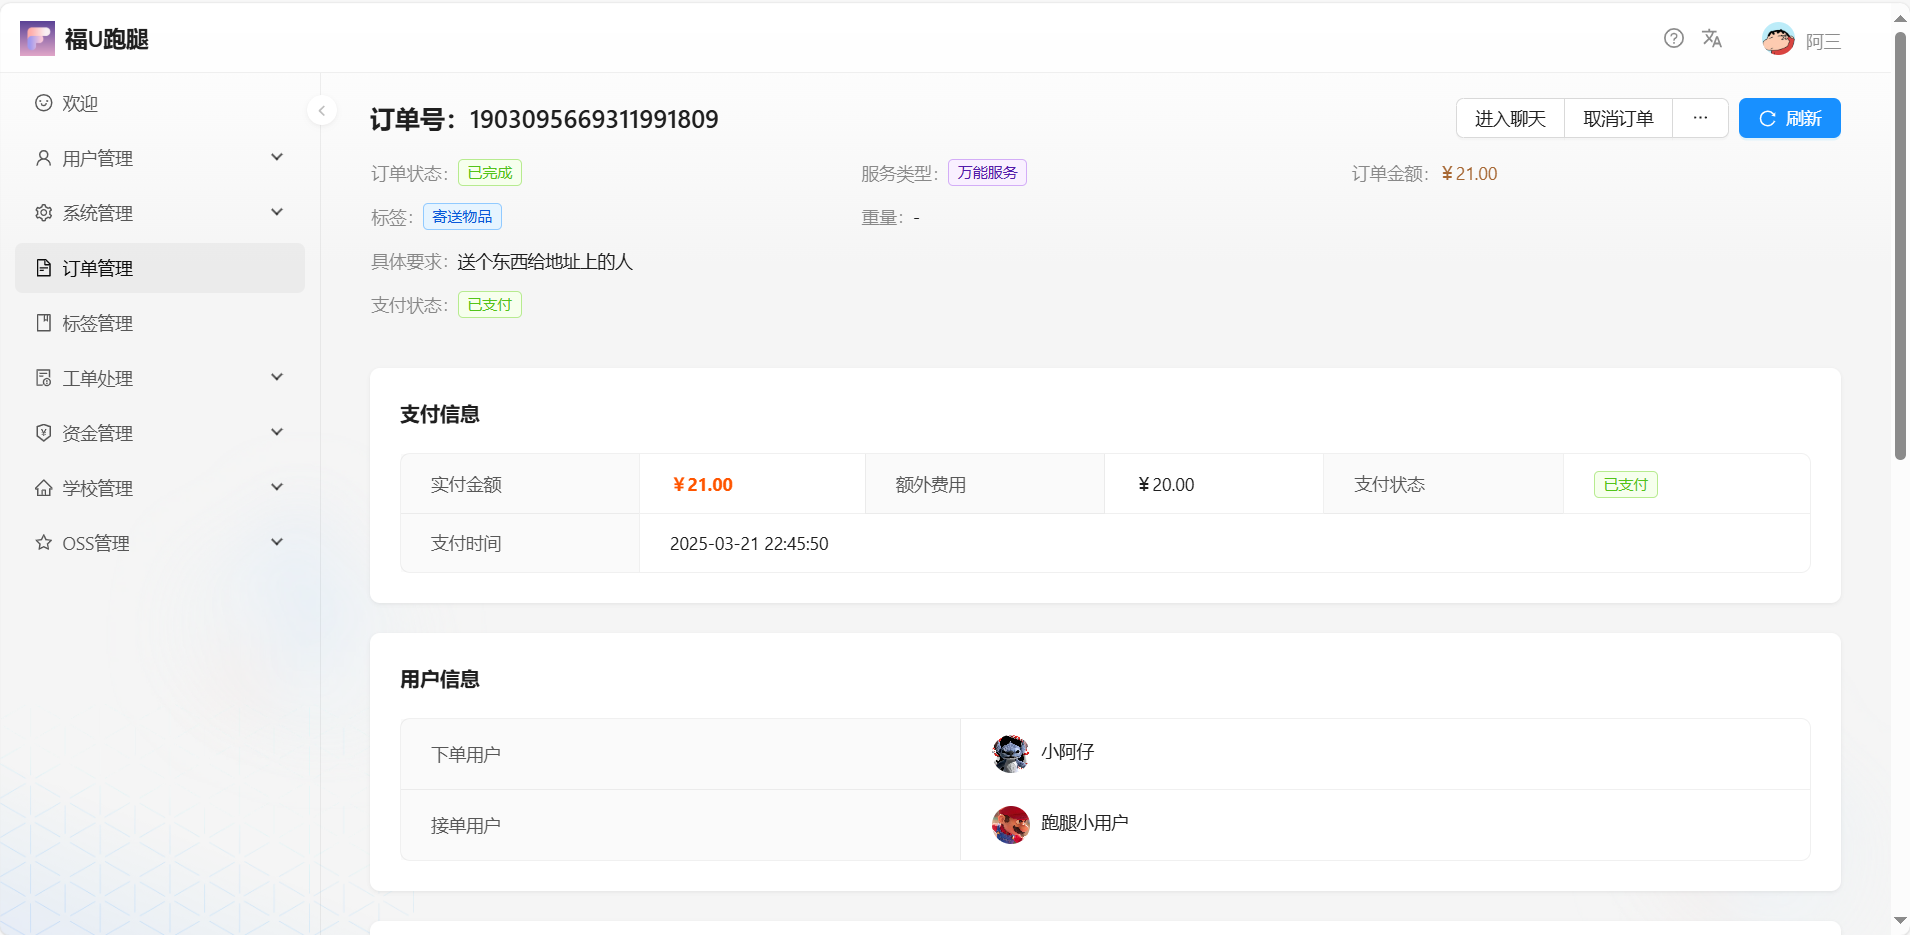 福U跑腿
阿三
欢迎
用户管理
系统管理
订单管理
标签管理
工单处理
资金管理
学校管理
OSS管理
订单号：1903095669311991809
进入聊天 取消订单 ··· 刷新
订单状态：已完成 服务类型：万能服务 订单金额：¥21.00
标签：寄送物品 重量：-
具体要求：送个东西给地址上的人
支付状态：已支付
支付信息
实付金额 ¥21.00 额外费用 ¥20.00 支付状态 已支付
支付时间 2025-03-21 22:45:50
用户信息
下单用户 小阿仔
接单用户 跑腿小用户